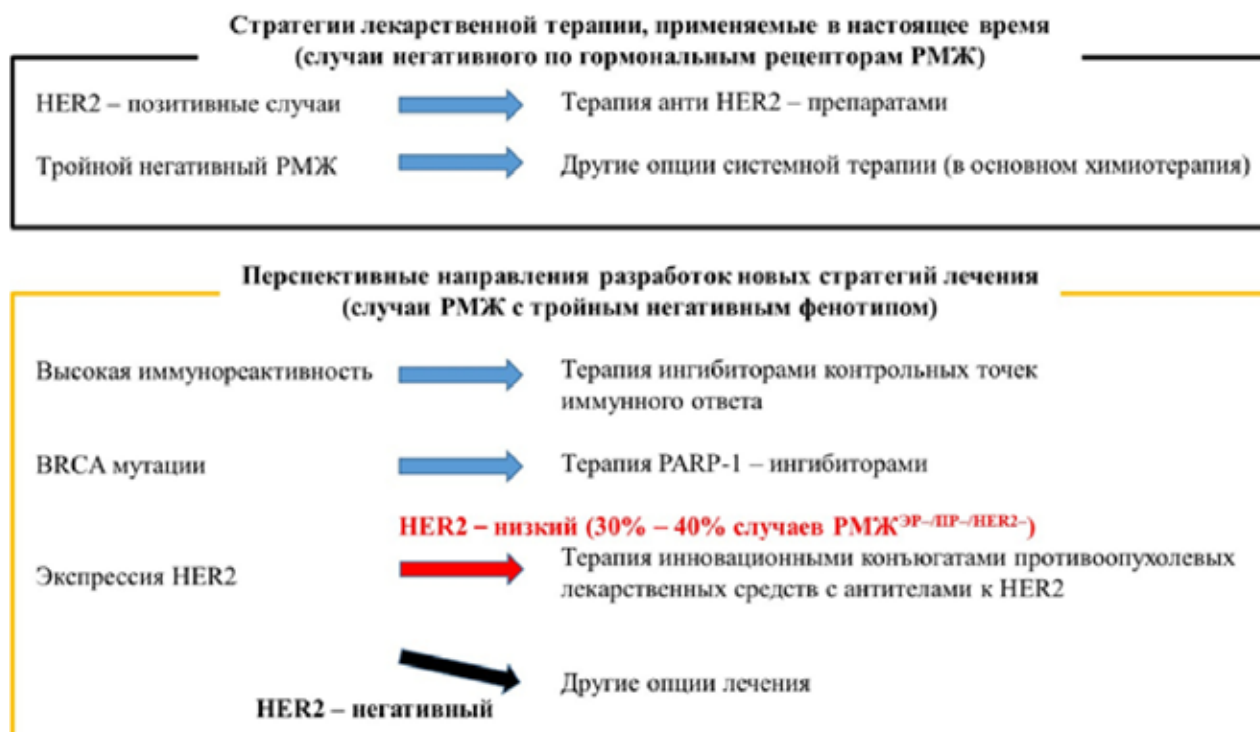 Стратегии лекарственной терапии, применяемые в настоящее время
(случаи негативного по гормональным рецепторам РМЖ)
HER2 – позитивные случаи
Терапия анти HER2 – препаратами
Тройной негативный РМЖ
Другие опции системной терапии (в основном химиотерапия)
Перспективные направления разработок новых стратегий лечения
(случаи РМЖ с тройным негативным фенотипом)
Высокая иммунореактивность
Терапия ингибиторами контрольных точек
иммунного ответа
BRCA мутации
Терапия PARP-1 – ингибиторами
HER2 – низкий (30% – 40% случаев РМЖЭР–/ПР–/HER2–)
Экспрессия HER2
Терапия инновационными конъюгатами противоопухолевых
лекарственных средств с антителами к HER2
Другие опции лечения
HER2 – негативный